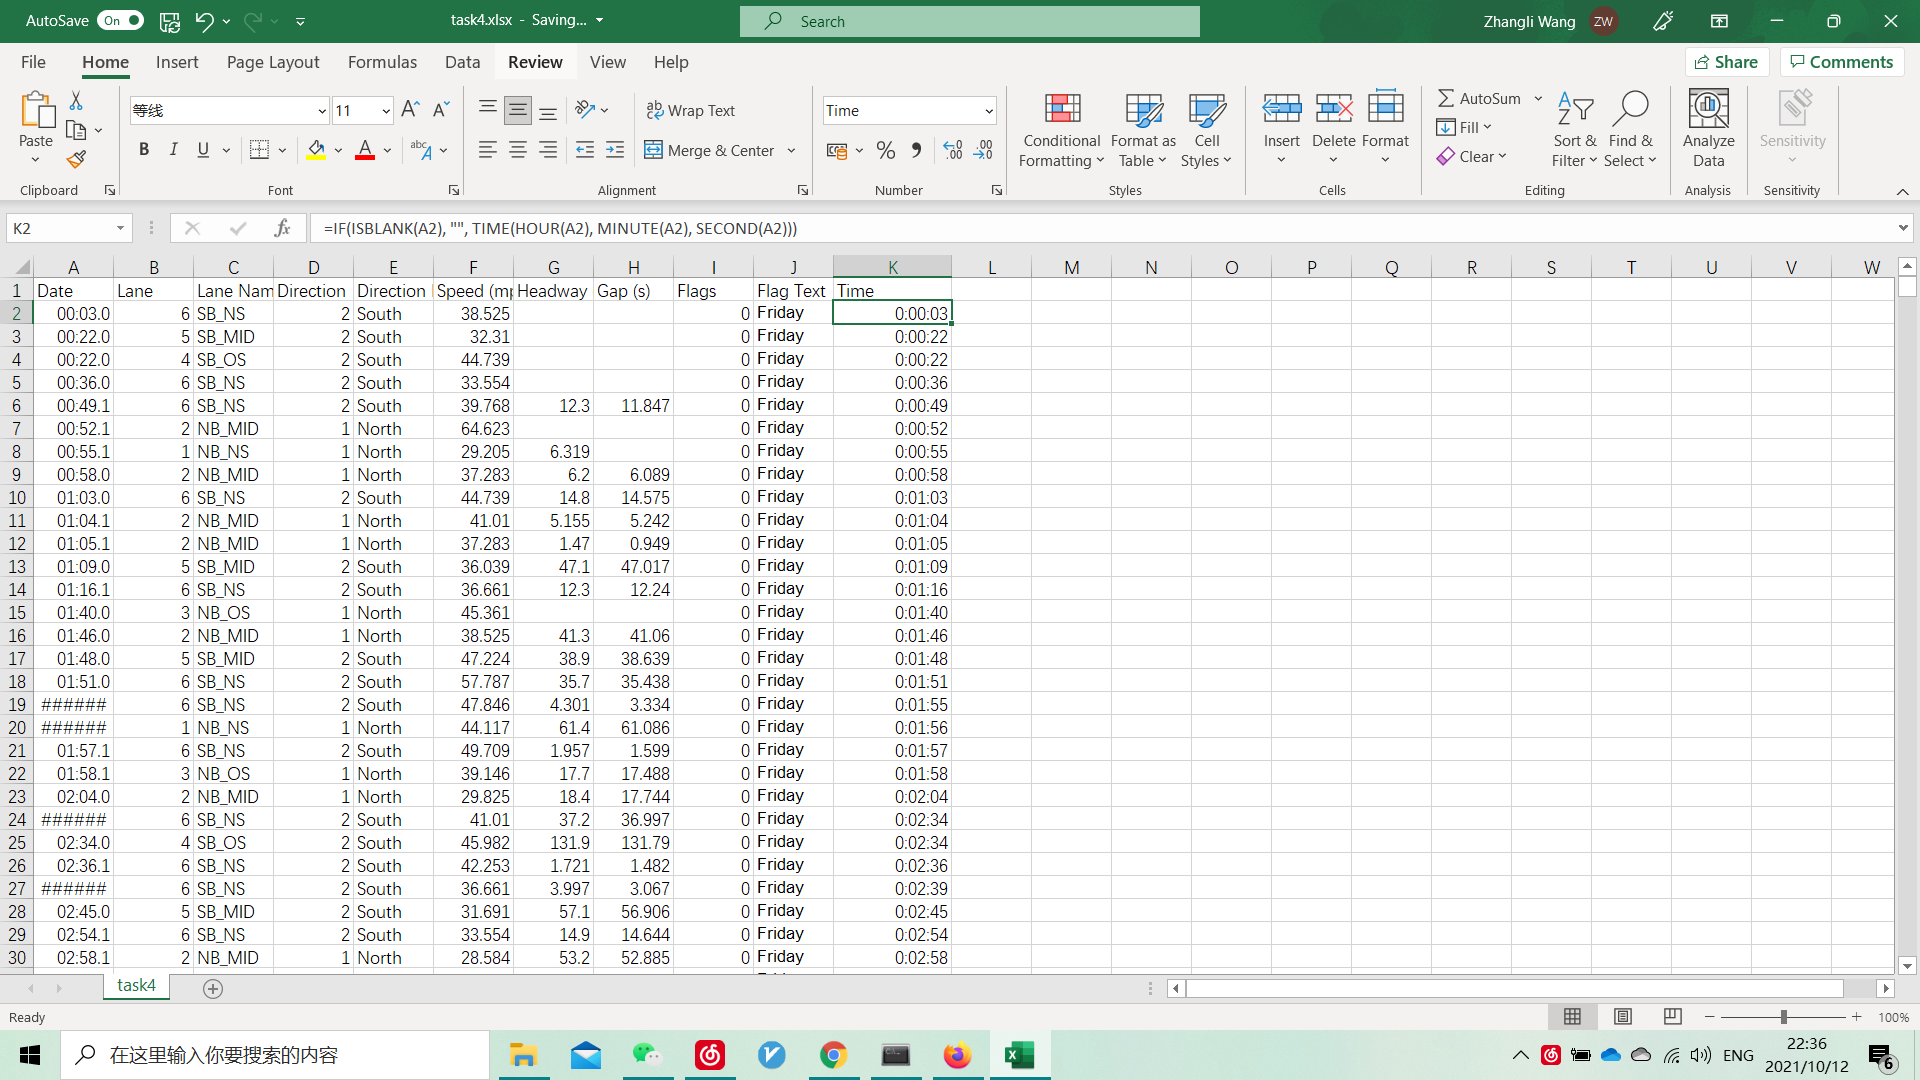 AutoSave On task4.xlsx - Saving... Search Zhangli Wang ZW
File Home Insert Page Layout Formulas Data Review View Help Share Comments
等线 11 Wrap Text Time AutoSum
Paste B I U Merge & Center Conditional Formatting Format as Table Cell Styles Insert Delete Format Fill Clear Sort & Filter Find & Select Analyze Data Sensitivity
Clipboard Font Alignment Number Styles Cells Editing Analysis Sensitivity
K2 fx =IF(ISBLANK(A2), "", TIME(HOUR(A2), MINUTE(A2), SECOND(A2)))
A B C D E F G H I J K L M N O P Q R S T U V W
1 Date Lane Lane Nam Direction Direction Speed (mp Headway Gap (s) Flags Flag Text Time
2 00:03.0 6 SB_NS 2 South 38.525 0 Friday 0:00:03
3 00:22.0 5 SB_MID 2 South 32.31 0 Friday 0:00:22
4 00:22.0 4 SB_OS 2 South 44.739 0 Friday 0:00:22
5 00:36.0 6 SB_NS 2 South 33.554 0 Friday 0:00:36
6 00:49.1 6 SB_NS 2 South 39.768 12.3 11.847 0 Friday 0:00:49
7 00:52.1 2 NB_MID 1 North 64.623 0 Friday 0:00:52
8 00:55.1 1 NB_NS 1 North 29.205 6.319 0 Friday 0:00:55
9 00:58.0 2 NB_MID 1 North 37.283 6.2 6.089 0 Friday 0:00:58
10 01:03.0 6 SB_NS 2 South 44.739 14.8 14.575 0 Friday 0:01:03
11 01:04.1 2 NB_MID 1 North 41.01 5.155 5.242 0 Friday 0:01:04
12 01:05.1 2 NB_MID 1 North 37.283 1.47 0.949 0 Friday 0:01:05
13 01:09.0 5 SB_MID 2 South 36.039 47.1 47.017 0 Friday 0:01:09
14 01:16.1 6 SB_NS 2 South 36.661 12.3 12.24 0 Friday 0:01:16
15 01:40.0 3 NB_OS 1 North 45.361 0 Friday 0:01:40
16 01:46.0 2 NB_MID 1 North 38.525 41.3 41.06 0 Friday 0:01:46
17 01:48.0 5 SB_MID 2 South 47.224 38.9 38.639 0 Friday 0:01:48
18 01:51.0 6 SB_NS 2 South 57.787 35.7 35.438 0 Friday 0:01:51
19 ###### 6 SB_NS 2 South 47.846 4.301 3.334 0 Friday 0:01:55
20 ###### 1 NB_NS 1 North 44.117 61.4 61.086 0 Friday 0:01:56
21 01:57.1 6 SB_NS 2 South 49.709 1.957 1.599 0 Friday 0:01:57
22 01:58.1 3 NB_OS 1 North 39.146 17.7 17.488 0 Friday 0:01:58
23 02:04.0 2 NB_MID 1 North 29.825 18.4 17.744 0 Friday 0:02:04
24 ###### 6 SB_NS 2 South 41.01 37.2 36.997 0 Friday 0:02:34
25 02:34.0 4 SB_OS 2 South 45.982 131.9 131.79 0 Friday 0:02:34
26 02:36.1 6 SB_NS 2 South 42.253 1.721 1.482 0 Friday 0:02:36
27 ###### 6 SB_NS 2 South 36.661 3.997 3.067 0 Friday 0:02:39
28 02:45.0 5 SB_MID 2 South 31.691 57.1 56.906 0 Friday 0:02:45
29 02:54.1 6 SB_NS 2 South 33.554 14.9 14.644 0 Friday 0:02:54
30 02:58.1 2 NB_MID 1 North 28.584 53.2 52.885 0 Friday 0:02:58
task4
Ready 100%
在这里输入你要搜索的内容 ENG 22:36
2021/10/12 6